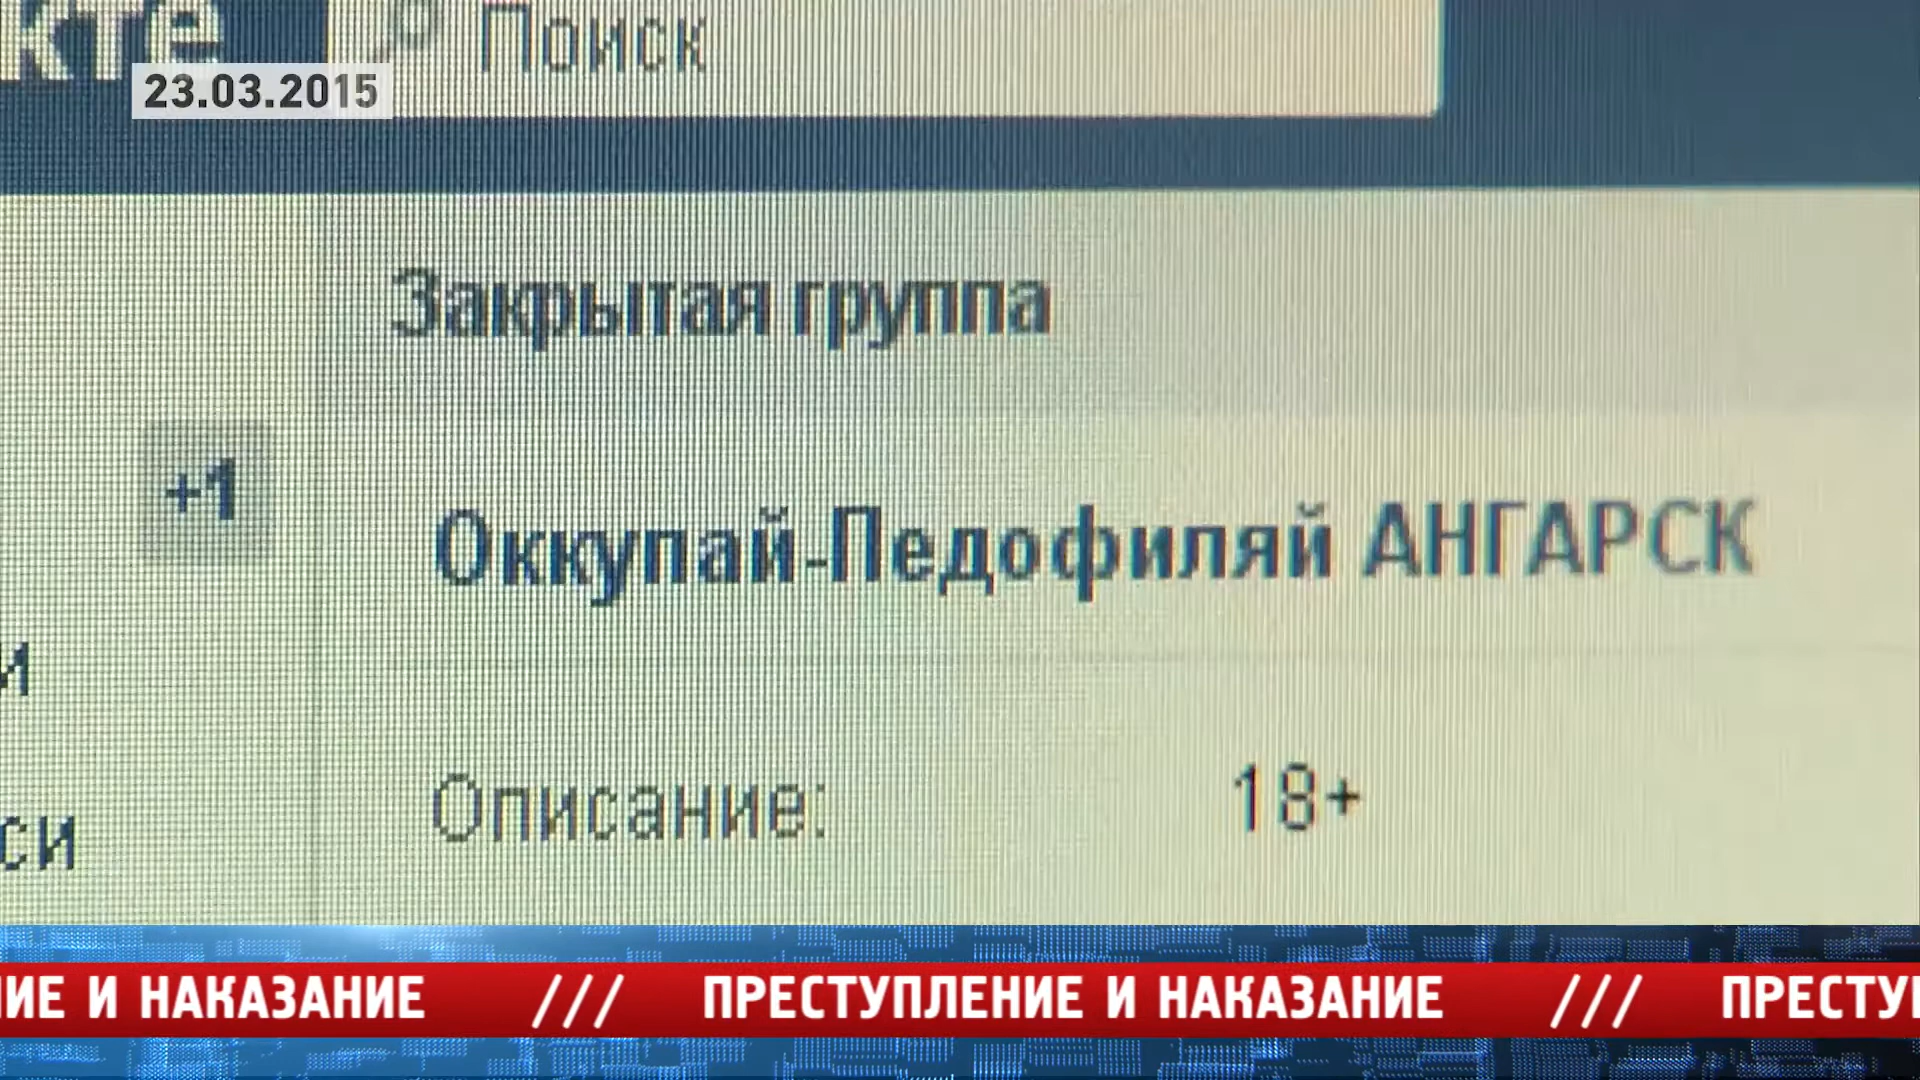 кте
Поиск
23.03.2015
Закрытая группа
+1
Оккупай-Педофиляй АНГАРСК
и
Описание: 18+
си
ИЕ И НАКАЗАНИЕ /// ПРЕСТУПЛЕНИЕ И НАКАЗАНИЕ /// ПРЕСТУ